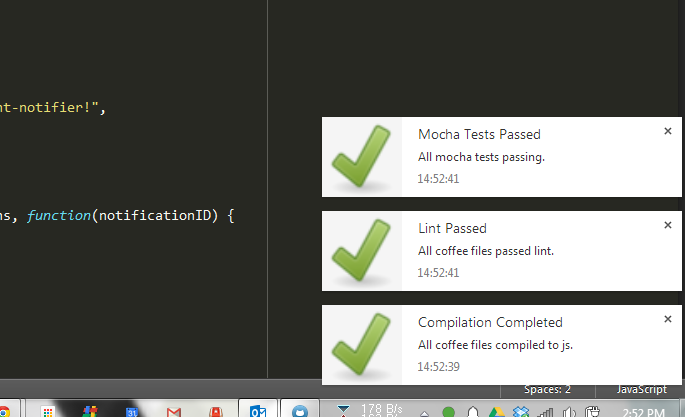 nt-notifier!",
ns, function(notificationID) {
Mocha Tests Passed
All mocha tests passing.
14:52:41
Lint Passed
All coffee files passed lint.
14:52:41
Compilation Completed
All coffee files compiled to js.
14:52:39
Spaces: 2
JavaScript
178 B/s
2:52 PM